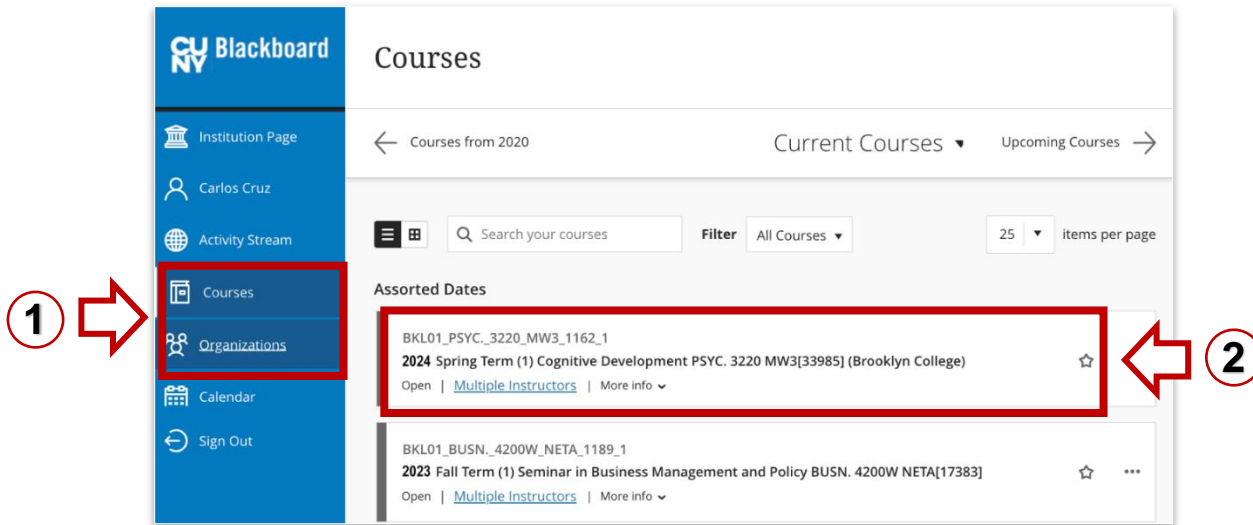 CUNY Blackboard
Courses
Institution Page
Carlos Cruz
Activity Stream
Courses
Organizations
Calendar
Sign Out
Courses from 2020
Current Courses
Upcoming Courses
Search your courses
Filter
All Courses
25
items per page
Assorted Dates
BKL01_PSYC._3220_MW3_1162_1
2024 Spring Term (1) Cognitive Development PSYC. 3220 MW3[33985] (Brooklyn College)
Open | Multiple Instructors | More info
BKL01_BUSN._4200W_NETA_1189_1
2023 Fall Term (1) Seminar in Business Management and Policy BUSN. 4200W NETA[17383]
Open | Multiple Instructors | More info
1
2